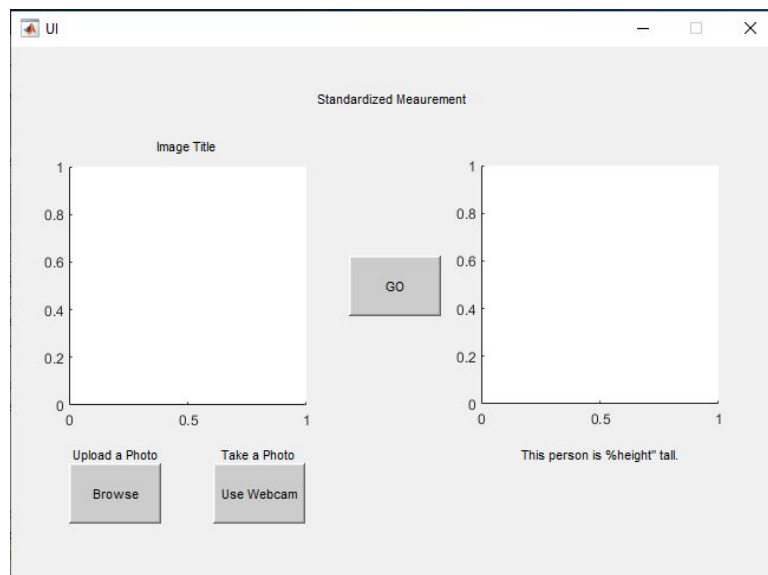 UI
Standardized Meaurement
Image Title
1
0.8
0.6
0.4
0.2
0
0
0.5
1
GO
1
0.8
0.6
0.4
0.2
0
0
0.5
1
Upload a Photo
Take a Photo
This person is %height" tall.
Browse
Use Webcam